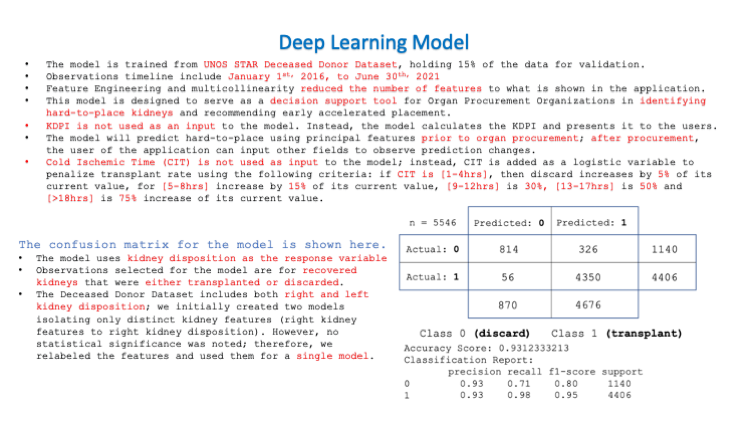 Deep Learning Model
• The model is trained from UNOS STAR Deceased Donor Dataset, holding 15% of the data for validation.
• Observations timeline include January 1st, 2016, to June 30th, 2021
• Feature Engineering and multicollinearity reduced the number of features to what is shown in the application.
• This model is designed to serve as a decision support tool for Organ Procurement Organizations in identifying
hard-to-place kidneys and recommending early accelerated placement.
• KDPI is not used as an input to the model. Instead, the model calculates the KDPI and presents it to the users.
• The model will predict hard-to-place using principal features prior to organ procurement; after procurement,
the user of the application can input other fields to observe prediction changes.
• Cold Ischemic Time (CIT) is not used as input to the model; instead, CIT is added as a logistic variable to
penalize transplant rate using the following criteria: if CIT is [1-4hrs], then discard increases by 5% of its
current value, for [5-8hrs] increase by 15% of its current value, [9-12hrs] is 30%, [13-17hrs] is 50% and
[>18hrs] is 75% increase of its current value.
The confusion matrix for the model is shown here.
• The model uses kidney disposition as the response variable
• Observations selected for the model are for recovered
kidneys that were either transplanted or discarded.
• The Deceased Donor Dataset includes both right and left
kidney disposition; we initially created two models
isolating only distinct kidney features (right kidney
features to right kidney disposition). However, no
statistical significance was noted; therefore, we
relabeled the features and used them for a single model.
n = 5546 Predicted: 0 Predicted: 1
Actual: 0 814 326 1140
Actual: 1 56 4350 4406
870 4676
Class 0 (discard) Class 1 (transplant)
Accuracy Score: 0.9312333213
Classification Report:
precision recall f1-score support
0 0.93 0.71 0.80 1140
1 0.93 0.98 0.95 4406